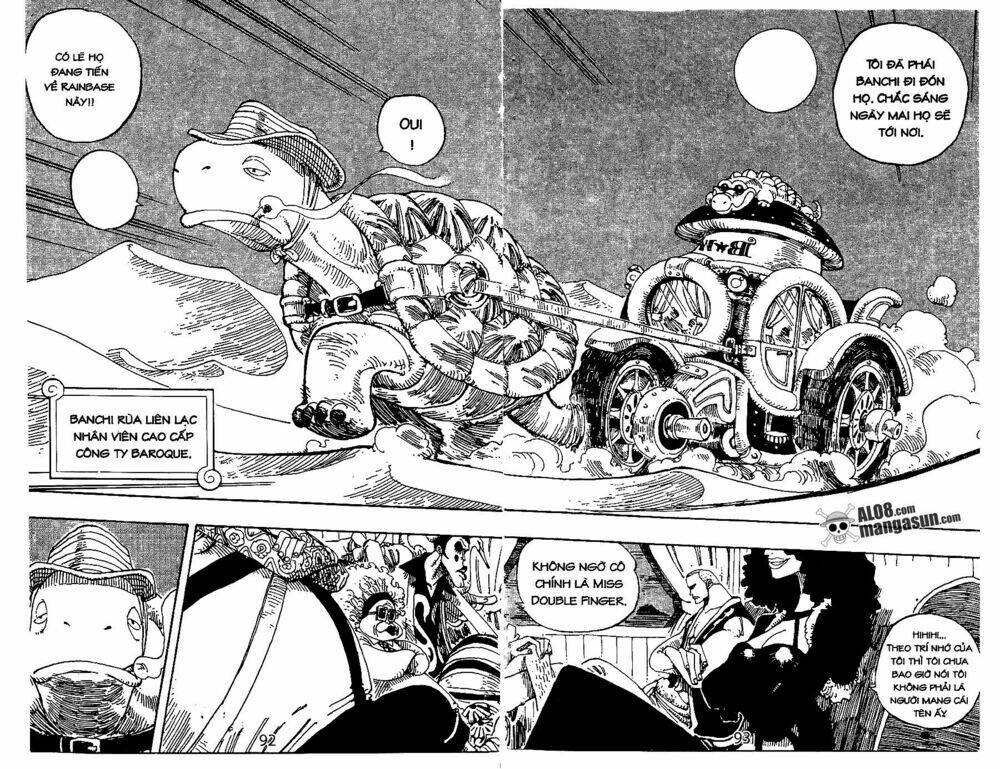 CÓ LẼ HỌ
ĐANG TIẾN
VỀ RAINBASE
NÀY!!
OUI
!
TÔI ĐÃ PHÁI
BANCHI ĐI ĐÓN
HỌ. CHẮC SÁNG
NGÀY MAI HỌ SẼ
TỚI NƠI.
BANCHI RÙA LIÊN LẠC
NHÂN VIÊN CAO CẤP
CÔNG TY BAROQUE.
ALO8.com
mangasun.com
KHÔNG NGỜ CÔ
CHÍNH LÀ MISS
DOUBLE FINGER.
HIHIHI...
THEO TRÍ NHỚ CỦA
TÔI THÌ TÔI CHƯA
BAO GIỜ NÓI TÔI
KHÔNG PHẢI LÀ
NGƯỜI MANG CÁI
TÊN ẤY.
92
93